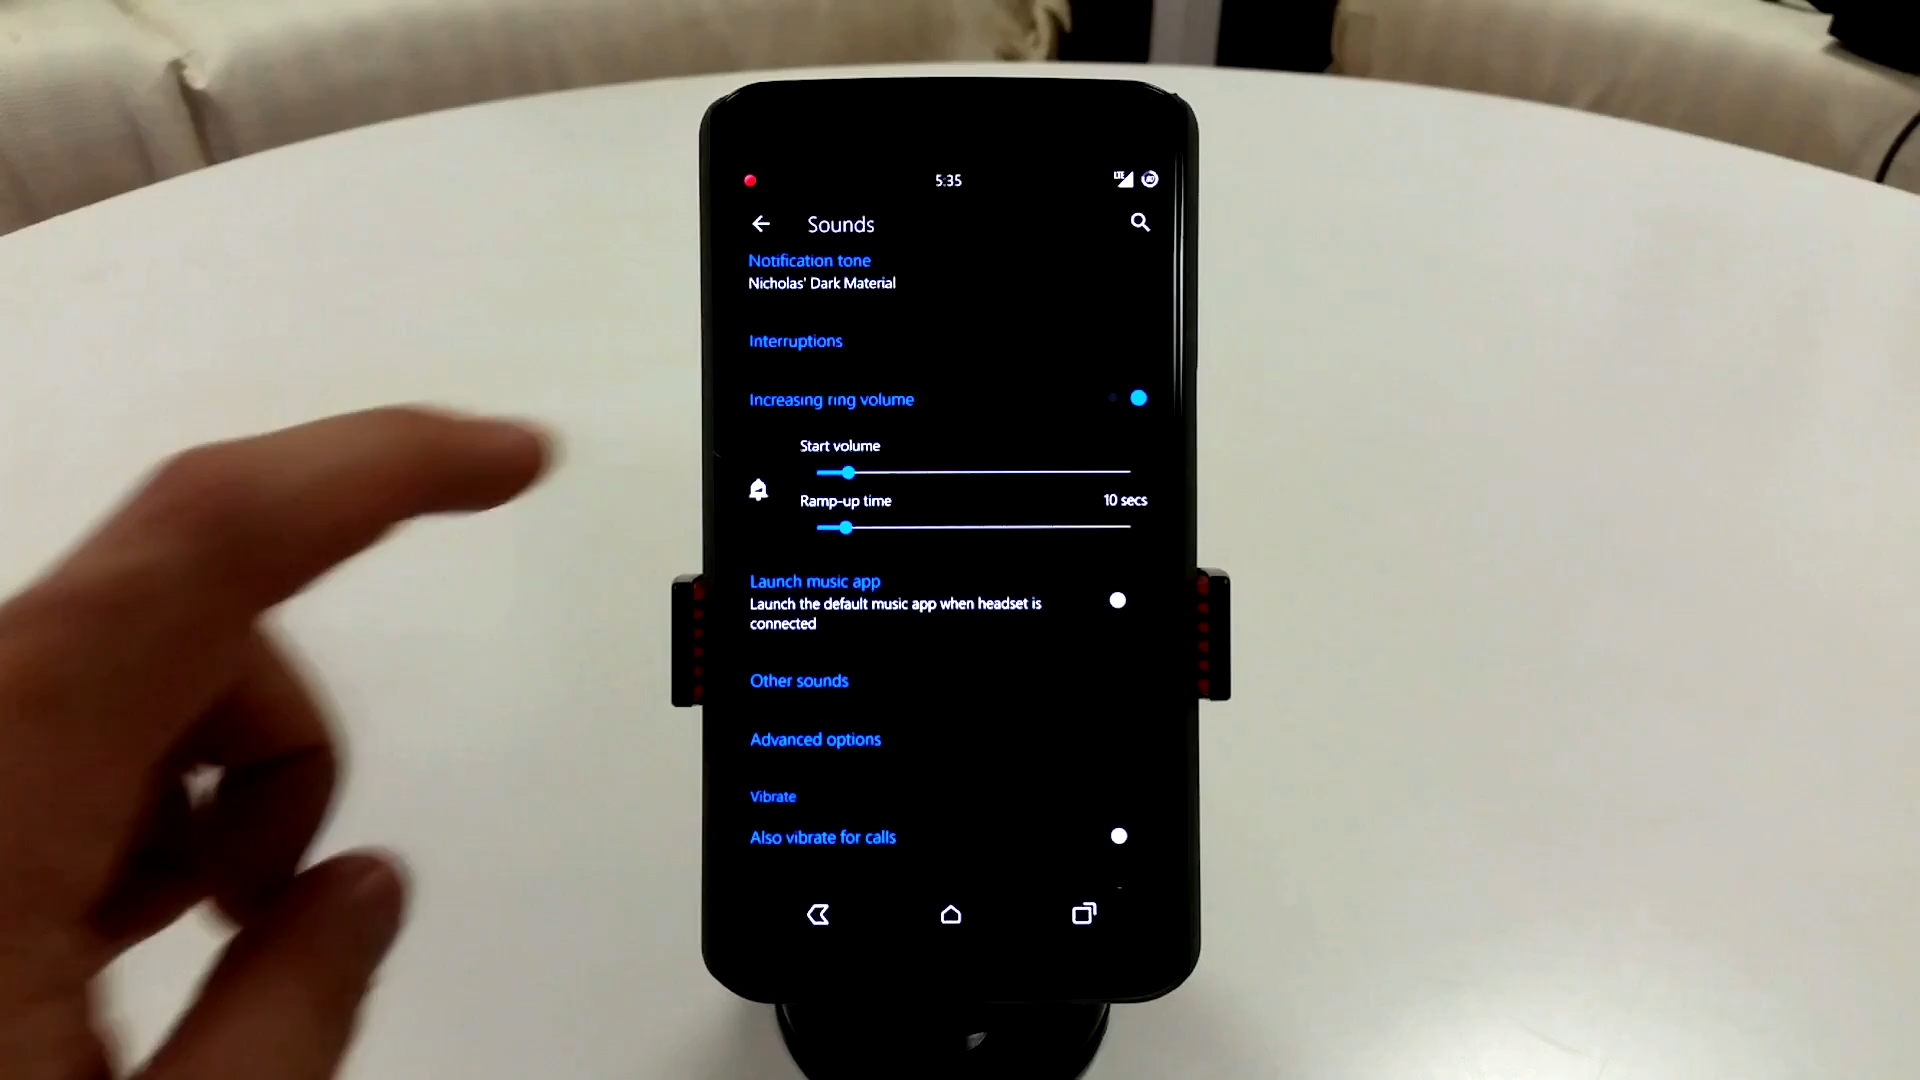 5:35
LTE
Sounds
Notification tone
Nicholas' Dark Material
Interruptions
Increasing ring volume
Start volume
Ramp-up time
10 secs
Launch music app
Launch the default music app when headset is
connected
Other sounds
Advanced options
Vibrate
Also vibrate for calls